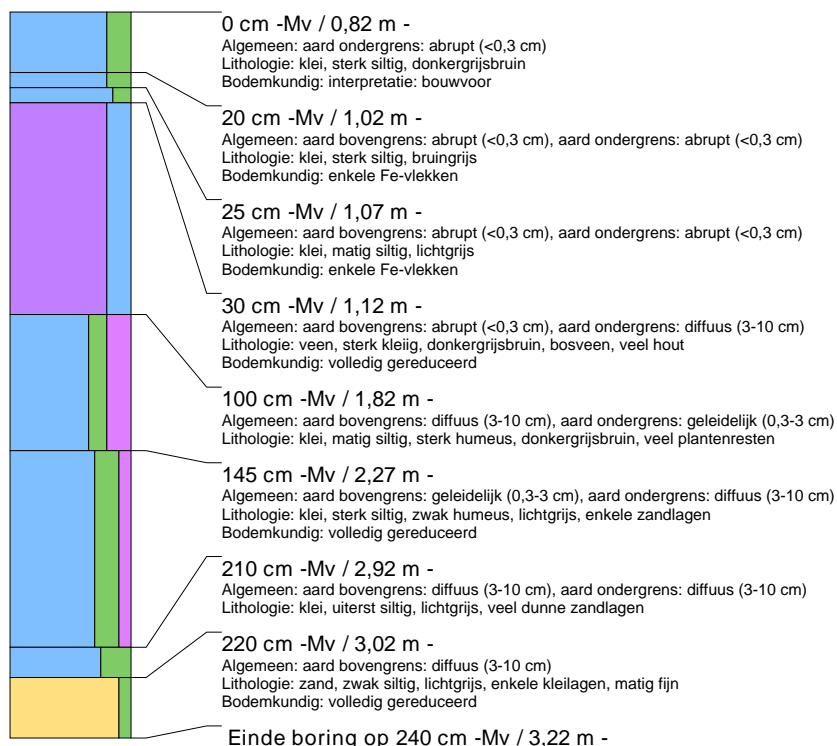 0 cm -Mv / 0,82 m -
Algemeen: aard ondergrens: abrupt (<0,3 cm)
Lithologie: klei, sterk siltig, donkergrijsbruin
Bodemkundig: interpretatie: bouwvoor
20 cm -Mv / 1,02 m -
Algemeen: aard bovengrens: abrupt (<0,3 cm), aard ondergrens: abrupt (<0,3 cm)
Lithologie: klei, sterk siltig, bruingrijs
Bodemkundig: enkele Fe-vlekken
25 cm -Mv / 1,07 m -
Algemeen: aard bovengrens: abrupt (<0,3 cm), aard ondergrens: abrupt (<0,3 cm)
Lithologie: klei, matig siltig, lichtgrijs
Bodemkundig: enkele Fe-vlekken
30 cm -Mv / 1,12 m -
Algemeen: aard bovengrens: abrupt (<0,3 cm), aard ondergrens: diffuus (3-10 cm)
Lithologie: veen, sterk kleiig, donkergrijsbruin, bosveen, veel hout
Bodemkundig: volledig gereduceerd
100 cm -Mv / 1,82 m -
Algemeen: aard bovengrens: diffuus (3-10 cm), aard ondergrens: geleidelijk (0,3-3 cm)
Lithologie: klei, matig siltig, sterk humeus, donkergrijsbruin, veel plantenresten
145 cm -Mv / 2,27 m -
Algemeen: aard bovengrens: geleidelijk (0,3-3 cm), aard ondergrens: diffuus (3-10 cm)
Lithologie: klei, sterk siltig, zwak humeus, lichtgrijs, enkele zandlagen
Bodemkundig: volledig gereduceerd
210 cm -Mv / 2,92 m -
Algemeen: aard bovengrens: diffuus (3-10 cm), aard ondergrens: diffuus (3-10 cm)
Lithologie: klei, uiterst siltig, lichtgrijs, veel dunne zandlagen
220 cm -Mv / 3,02 m -
Algemeen: aard bovengrens: diffuus (3-10 cm)
Lithologie: zand, zwak siltig, lichtgrijs, enkele kleilagen, matig fijn
Bodemkundig: volledig gereduceerd
Einde boring op 240 cm -Mv / 3,22 m -